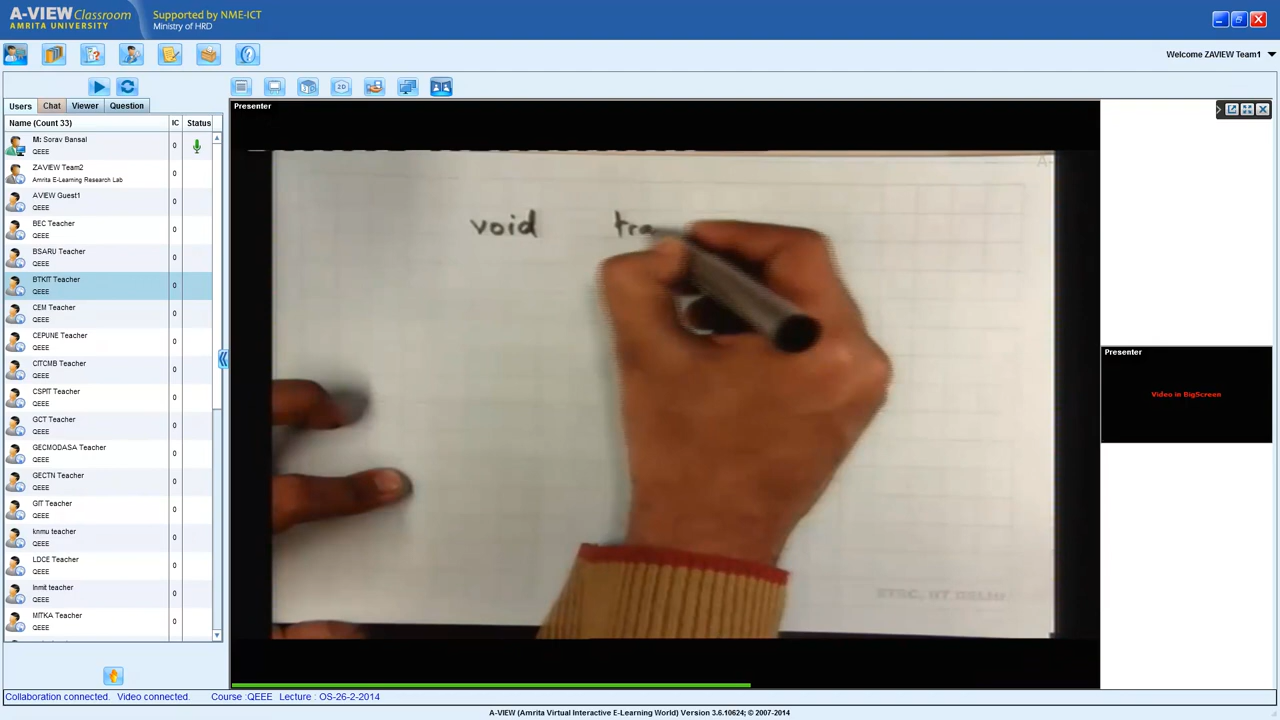 A-VIEW Classroom
AMRITA UNIVERSITY
Supported by NME-ICT
Ministry of HRD
Welcome ZAVIEW Team1
Users Chat Viewer Question
Name (Count 33) IC Status
M: Sorav Bansal
QEEE
0
ZAVIEW Team2
Amrita E-Learning Research Lab
0
AVIEW Guest1
QEEE
0
BEC Teacher
QEEE
0
BSARU Teacher
QEEE
0
BTKIT Teacher
QEEE
0
CEM Teacher
QEEE
0
CEPUNE Teacher
QEEE
0
CITCMB Teacher
QEEE
0
CSPIT Teacher
QEEE
0
GCT Teacher
QEEE
0
GECMODASA Teacher
QEEE
0
GECTN Teacher
QEEE
0
GIT Teacher
QEEE
0
knmu teacher
QEEE
0
LDCE Teacher
QEEE
0
lnmit teacher
QEEE
0
MITKA Teacher
QEEE
0
2D
Presenter
void tra
ETSC, IIT DELHI
Presenter
Video in BigScreen
Collaboration connected. Video connected. Course :QEEE Lecture : OS-26-2-2014
A-VIEW (Amrita Virtual Interactive E-Learning World) Version 3.6.10624; © 2007-2014